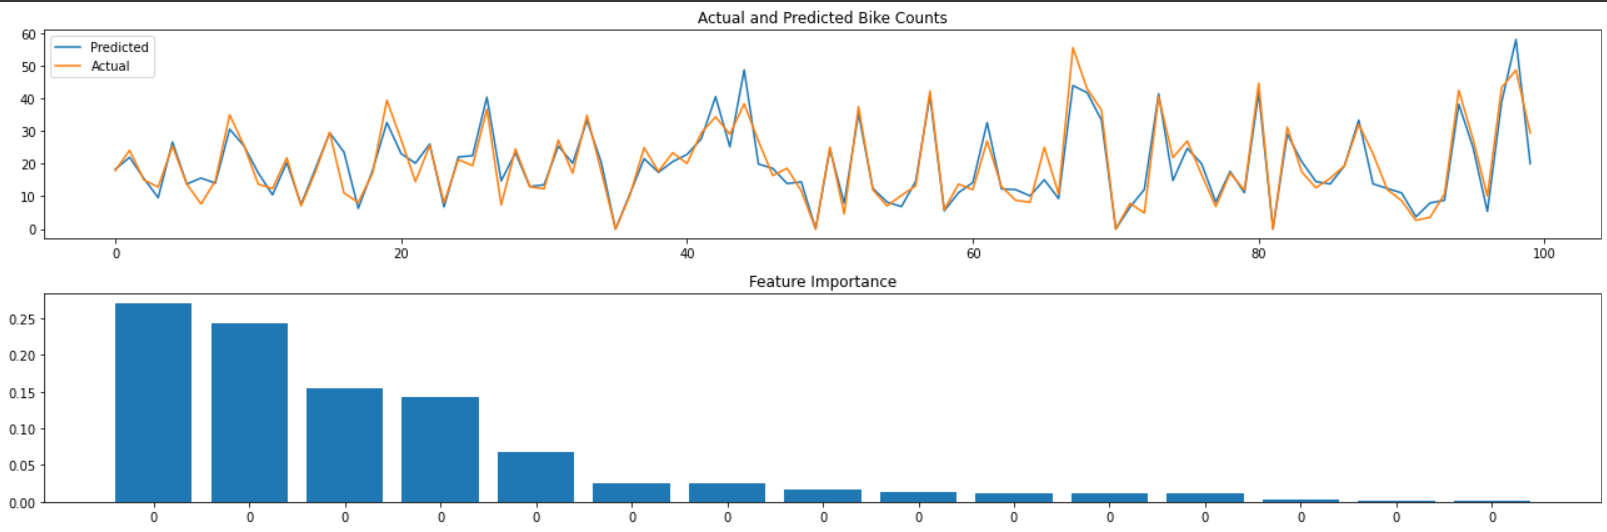 Actual and Predicted Bike Counts
60
50
40
30
20
10
0
Predicted
Actual
0 20 40 60 80 100
Feature Importance
0.25
0.20
0.15
0.10
0.05
0.00
0 0 0 0 0 0 0 0 0 0 0 0 0 0 0